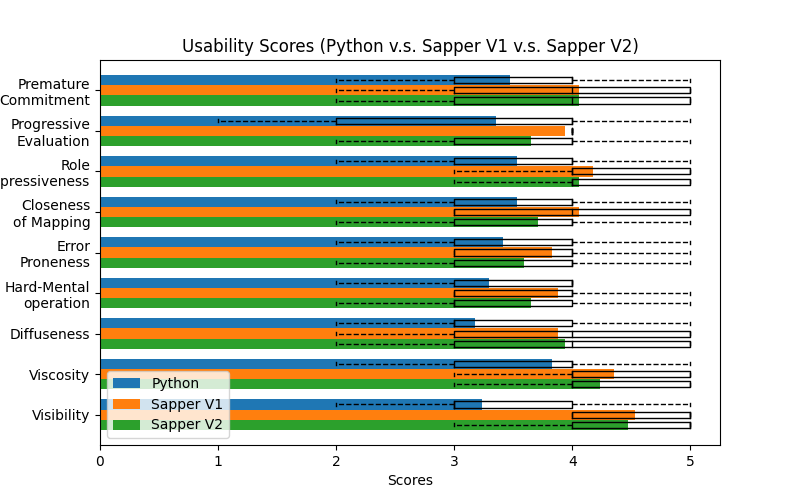 Usability Scores (Python v.s. Sapper V1 v.s. Sapper V2)
Premature
Commitment
Progressive
Evaluation
Role
pressiveness
Closeness
of Mapping
Error
Proneness
Hard-Mental
operation
Diffuseness
Viscosity
Visibility
Python
Sapper V1
Sapper V2
0 1 2 3 4 5
Scores